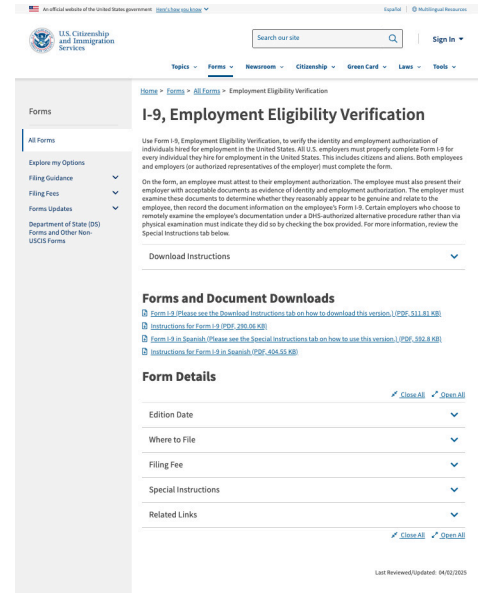 An official website of the United States government Here's how you know
Español | Multilingual Resources
U.S. Citizenship
and Immigration
Services
Search our site
Sign In
Topics Forms Newsroom Citizenship Green Card Laws Tools
Home > Forms > All Forms > Employment Eligibility Verification
Forms
All Forms
Explore my Options
Filing Guidance
Filing Fees
Forms Updates
Department of State (DS)
Forms and Other Non-
USCIS Forms
I-9, Employment Eligibility Verification
Use Form I-9, Employment Eligibility Verification, to verify the identity and employment authorization of
individuals hired for employment in the United States. All U.S. employers must properly complete Form I-9 for
every individual they hire for employment in the United States. This includes citizens and aliens. Both employees
and employers (or authorized representatives of the employer) must complete the form.
On the form, an employee must attest to their employment authorization. The employee must also present their
employer with acceptable documents as evidence of identity and employment authorization. The employer must
examine these documents to determine whether they reasonably appear to be genuine and relate to the
employee, then record the document information on the employee's Form I-9. Certain employers who choose to
remotely examine the employee's documentation under a DHS-authorized alternative procedure rather than via
physical examination must indicate they did so by checking the box provided. For more information, review the
Special Instructions tab below.
Download Instructions
Forms and Document Downloads
Form I-9 (Please see the Download Instructions tab on how to download this version.) (PDF, 511.81 KB)
Instructions for Form I-9 (PDF, 290.06 KB)
Form I-9 in Spanish (Please see the Special Instructions tab on how to use this version.) (PDF, 592.8 KB)
Instructions for Form I-9 in Spanish (PDF, 404.55 KB)
Form Details
Close All Open All
Edition Date
Where to File
Filing Fee
Special Instructions
Related Links
Close All Open All
Last Reviewed/Updated: 04/02/2025